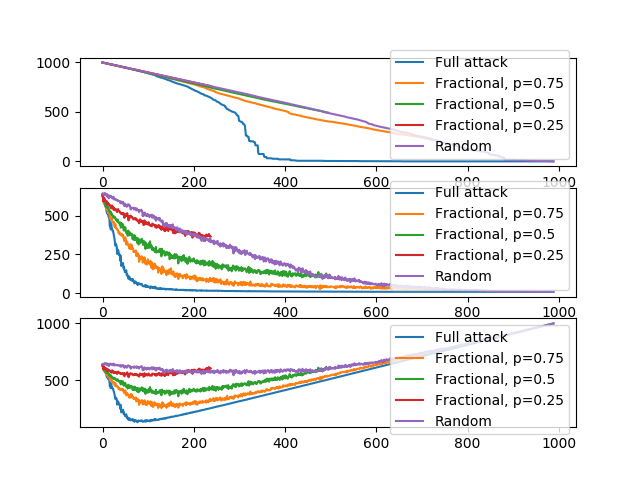 1000
500
0
0 200 400 600 800 1000
Full attack
Fractional, p=0.75
Fractional, p=0.5
Fractional, p=0.25
Random
500
250
0
0 200 400 600 800 1000
Full attack
Fractional, p=0.75
Fractional, p=0.5
Fractional, p=0.25
Random
1000
500
0 200 400 600 800 1000
Full attack
Fractional, p=0.75
Fractional, p=0.5
Fractional, p=0.25
Random